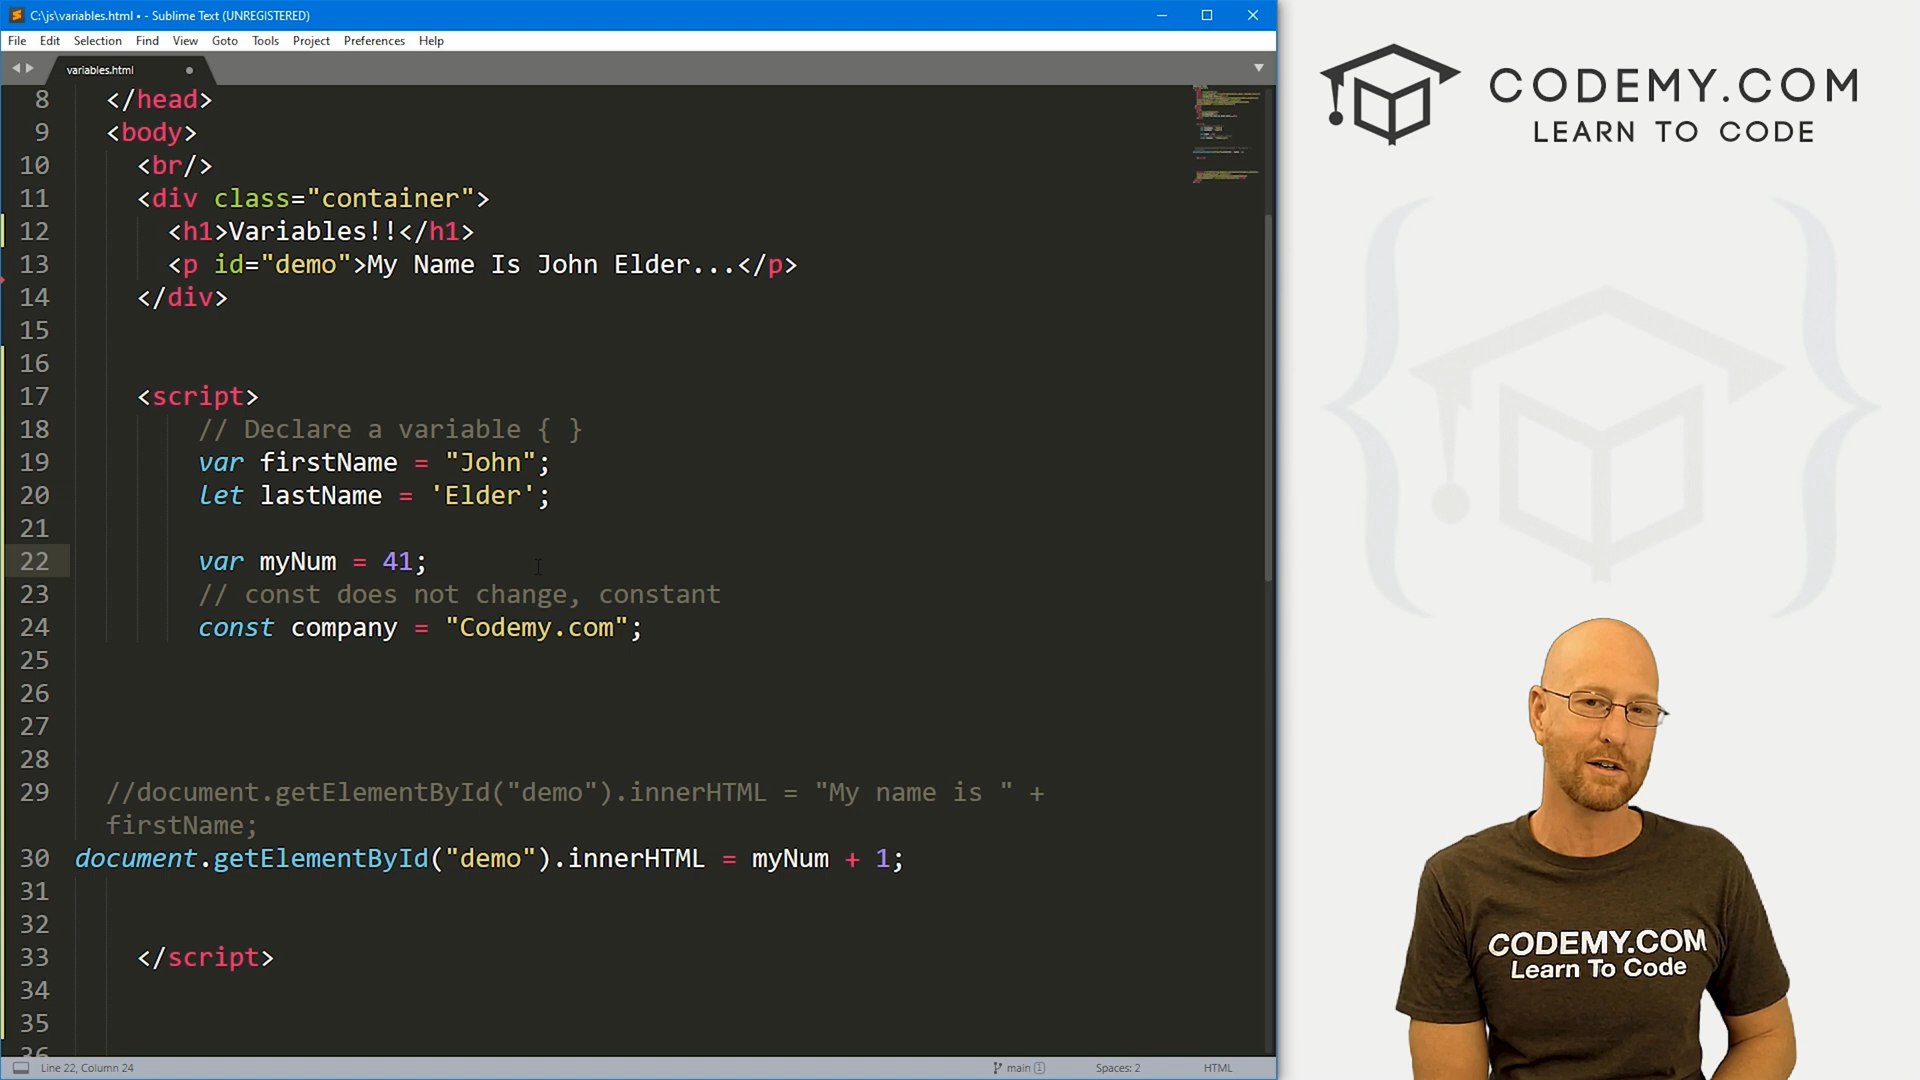 C:\js\variables.html • - Sublime Text (UNREGISTERED)
File Edit Selection Find View Goto Tools Project Preferences Help
variables.html
8 </head>
9 <body>
10 <br/>
11 <div class="container">
12 <h1>Variables!!</h1>
13 <p id="demo">My Name Is John Elder...</p>
14 </div>
15
16
17 <script>
18 // Declare a variable { }
19 var firstName = "John";
20 let lastName = 'Elder';
21
22 var myNum = 41;
23 // const does not change, constant
24 const company = "Codemy.com";
25
26
27
28
29 //document.getElementById("demo").innerHTML = "My name is " +
firstName;
30 document.getElementById("demo").innerHTML = myNum + 1;
31
32
33 </script>
34
35
36
Line 22, Column 24 main 1 Spaces: 2 HTML
CODEMY.COM
LEARN TO CODE
CODEMY.COM
Learn To Code